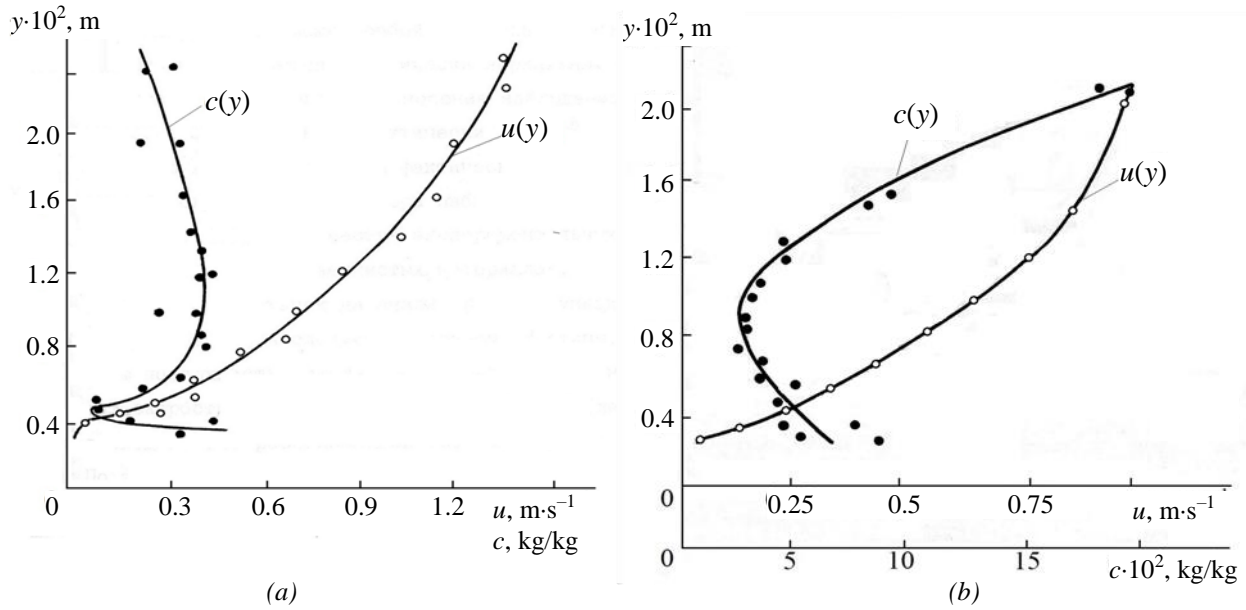 y·10², m
c(y)
u(y)
2.0
1.6
1.2
0.8
0.4
0
0.3
0.6
0.9
1.2
u, m·s⁻¹
c, kg/kg
(a)
y·10², m
c(y)
u(y)
2.0
1.6
1.2
0.8
0.4
0
0.25
0.5
0.75
u, m·s⁻¹
0
5
10
15
c·10², kg/kg
(b)